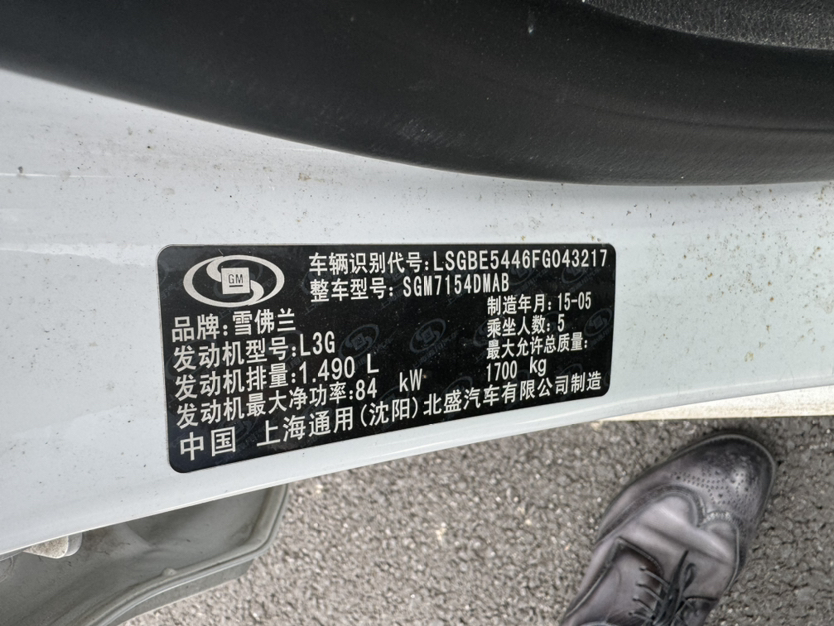 GM
车辆识别代号:LSGBE5446FG043217
整车型号: SGM7154DMAB
制造年月: 15-05
品牌:雪佛兰
乘坐人数: 5
发动机型号:L3G
最大允许总质量:
发动机排量:1.490 L
1700 kg
发动机最大净功率:84 kW
中国 上海通用(沈阳)北盛汽车有限公司制造